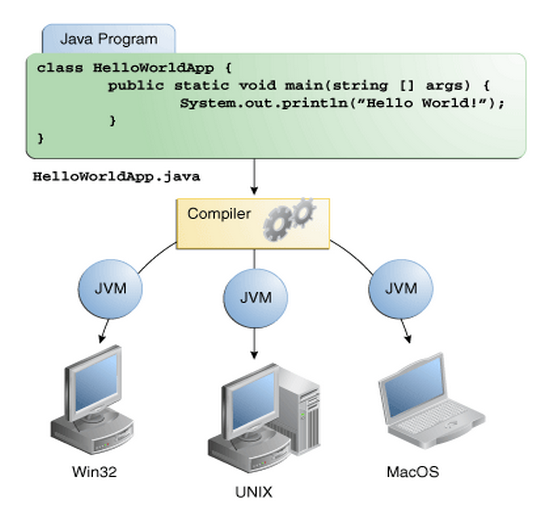 Java Program
class HelloWorldApp {
public static void main(string [] args) {
System.out.println(”Hello World!”);
}
}
HelloWorldApp.java
Compiler
JVM
JVM
JVM
Win32
UNIX
MacOS